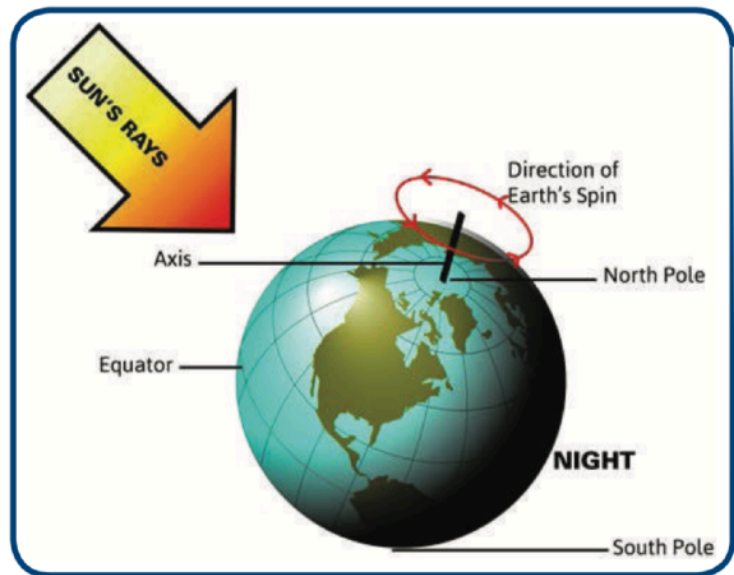 SUN'S RAYS
Direction of
Earth's Spin
Axis
North Pole
Equator
NIGHT
South Pole